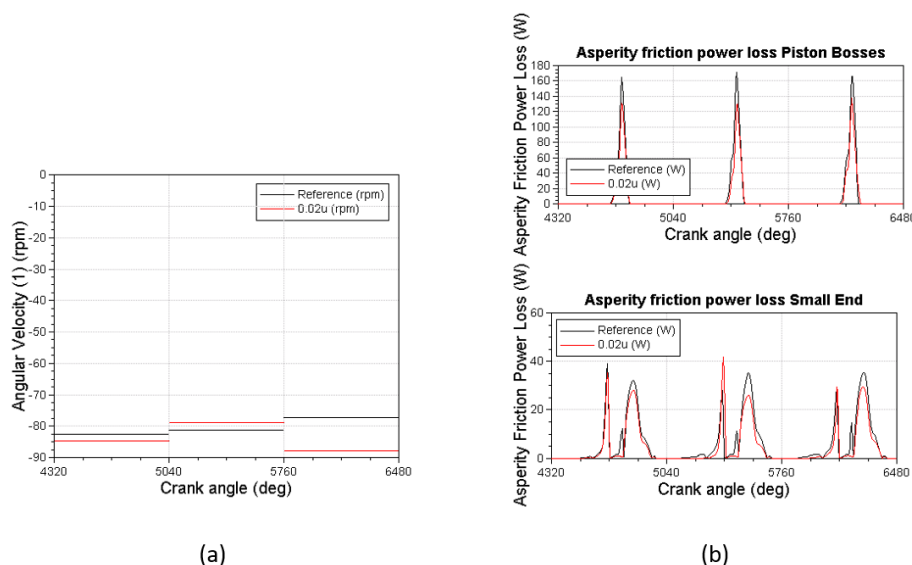 0
-10
-20
-30
-40
-50
-60
-70
-80
-90
Angular Velocity (1) (rpm)
Reference (rpm)
0.02u (rpm)
4320 5040 5760 6480
Crank angle (deg)
(a)
Asperity friction power loss Piston Bosses
Asperity Friction Power Loss (W)
180
160
140
120
100
80
60
40
20
0
Reference (W)
0.02u (W)
4320 5040 5760 6480
Crank angle (deg)
Asperity friction power loss Small End
Asperity Friction Power Loss (W)
60
40
20
0
Reference (W)
0.02u (W)
4320 5040 5760 6480
Crank angle (deg)
(b)